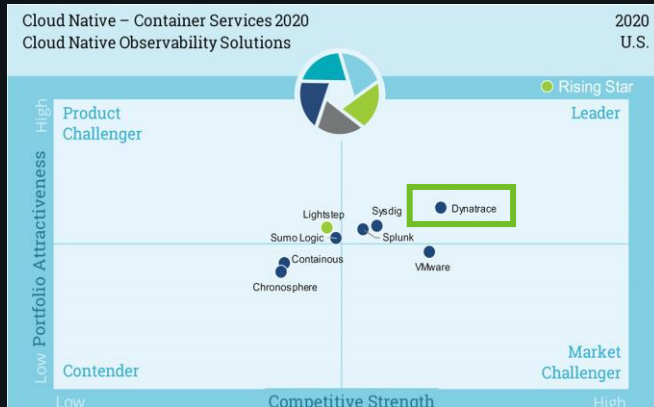 Cloud Native – Container Services 2020
2020
Cloud Native Observability Solutions
U.S.
Rising Star
High
Product
Challenger
Leader
Portfolio Attractiveness
Lightstep
Sysdig
Dynatrace
Sumo Logic
Splunk
Containous
VMware
Chronosphere
Low
Contender
Market
Challenger
Low
Competitive Strength
High